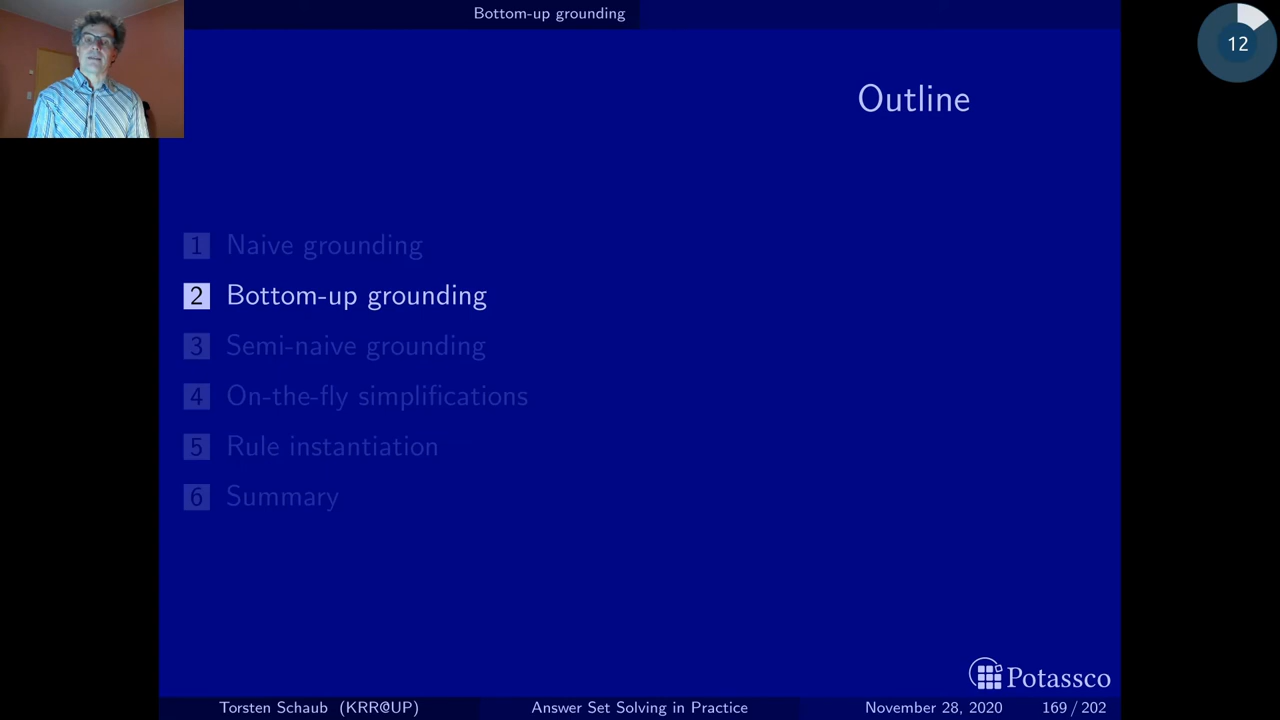 Bottom-up grounding
12
Outline
1 Naive grounding
2 Bottom-up grounding
3 Semi-naive grounding
4 On-the-fly simplifications
5 Rule instantiation
6 Summary
Potassco
Torsten Schaub (KRR@UP) Answer Set Solving in Practice November 28, 2020 169 / 202